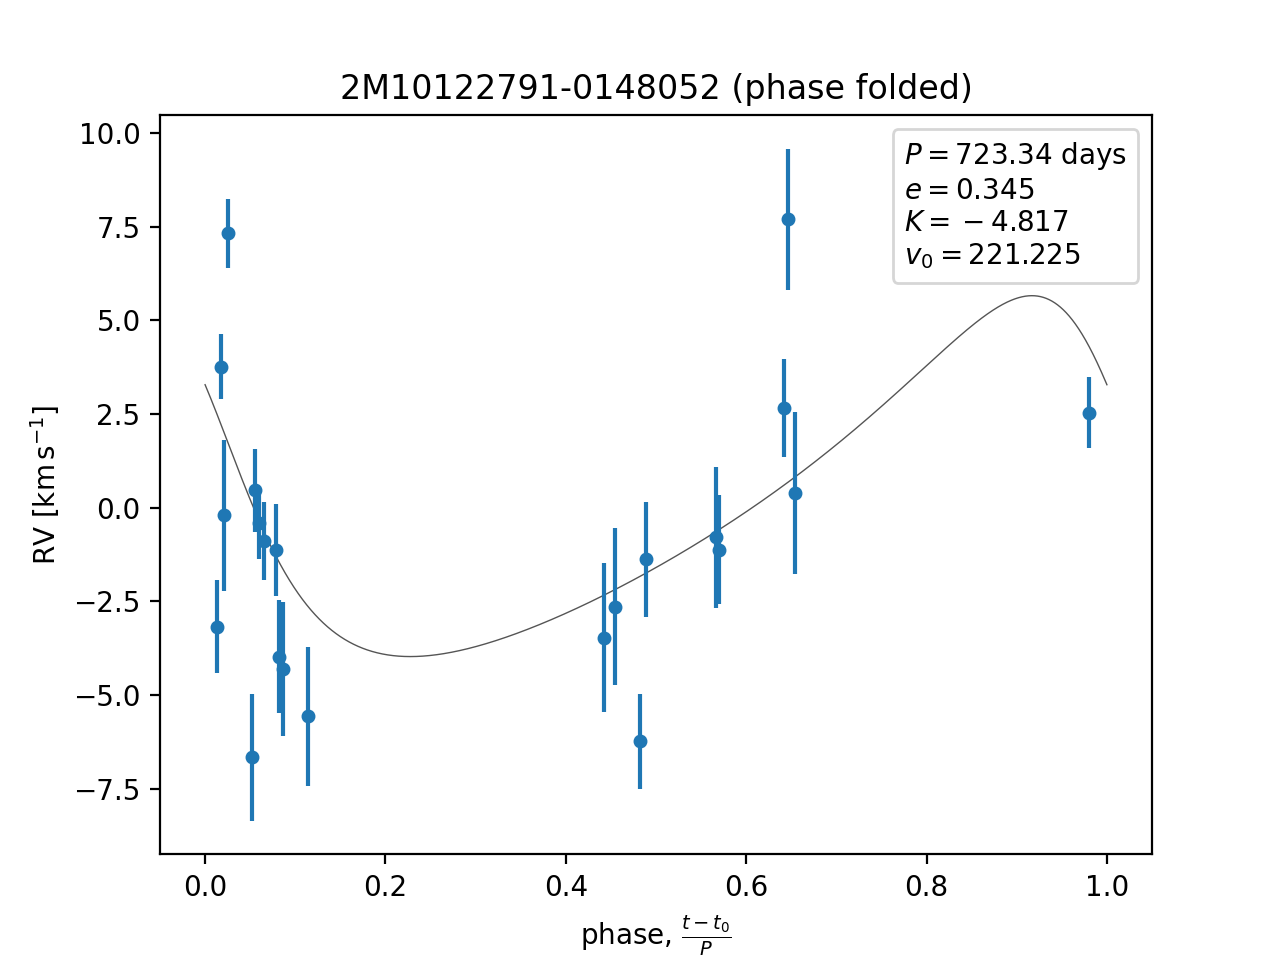 2M10122791-0148052 (phase folded)
P = 723.34 days
e = 0.345
K = −4.817
v₀ = 221.225
RV [km s⁻¹]
10.0
7.5
5.0
2.5
0.0
−2.5
−5.0
−7.5
0.0 0.2 0.4 0.6 0.8 1.0
phase, (t − t₀)/P